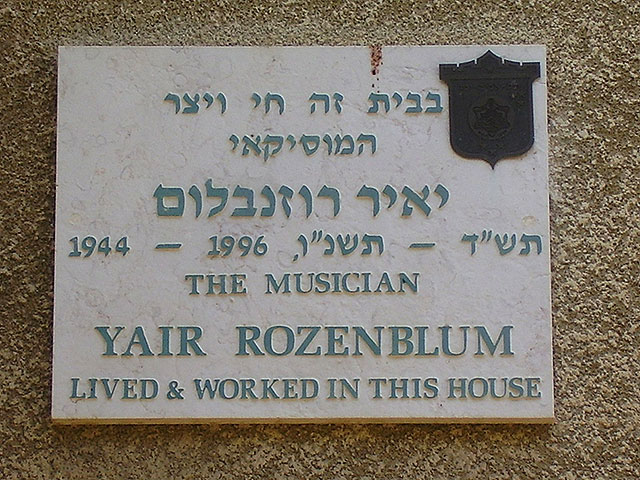 בבית זה חי ויצר
המוסיקאי
יאיר רוזנבלום
תש"ד – תשנ"ו, 1996 – 1944
THE MUSICIAN
YAIR ROZENBLUM
LIVED & WORKED IN THIS HOUSE